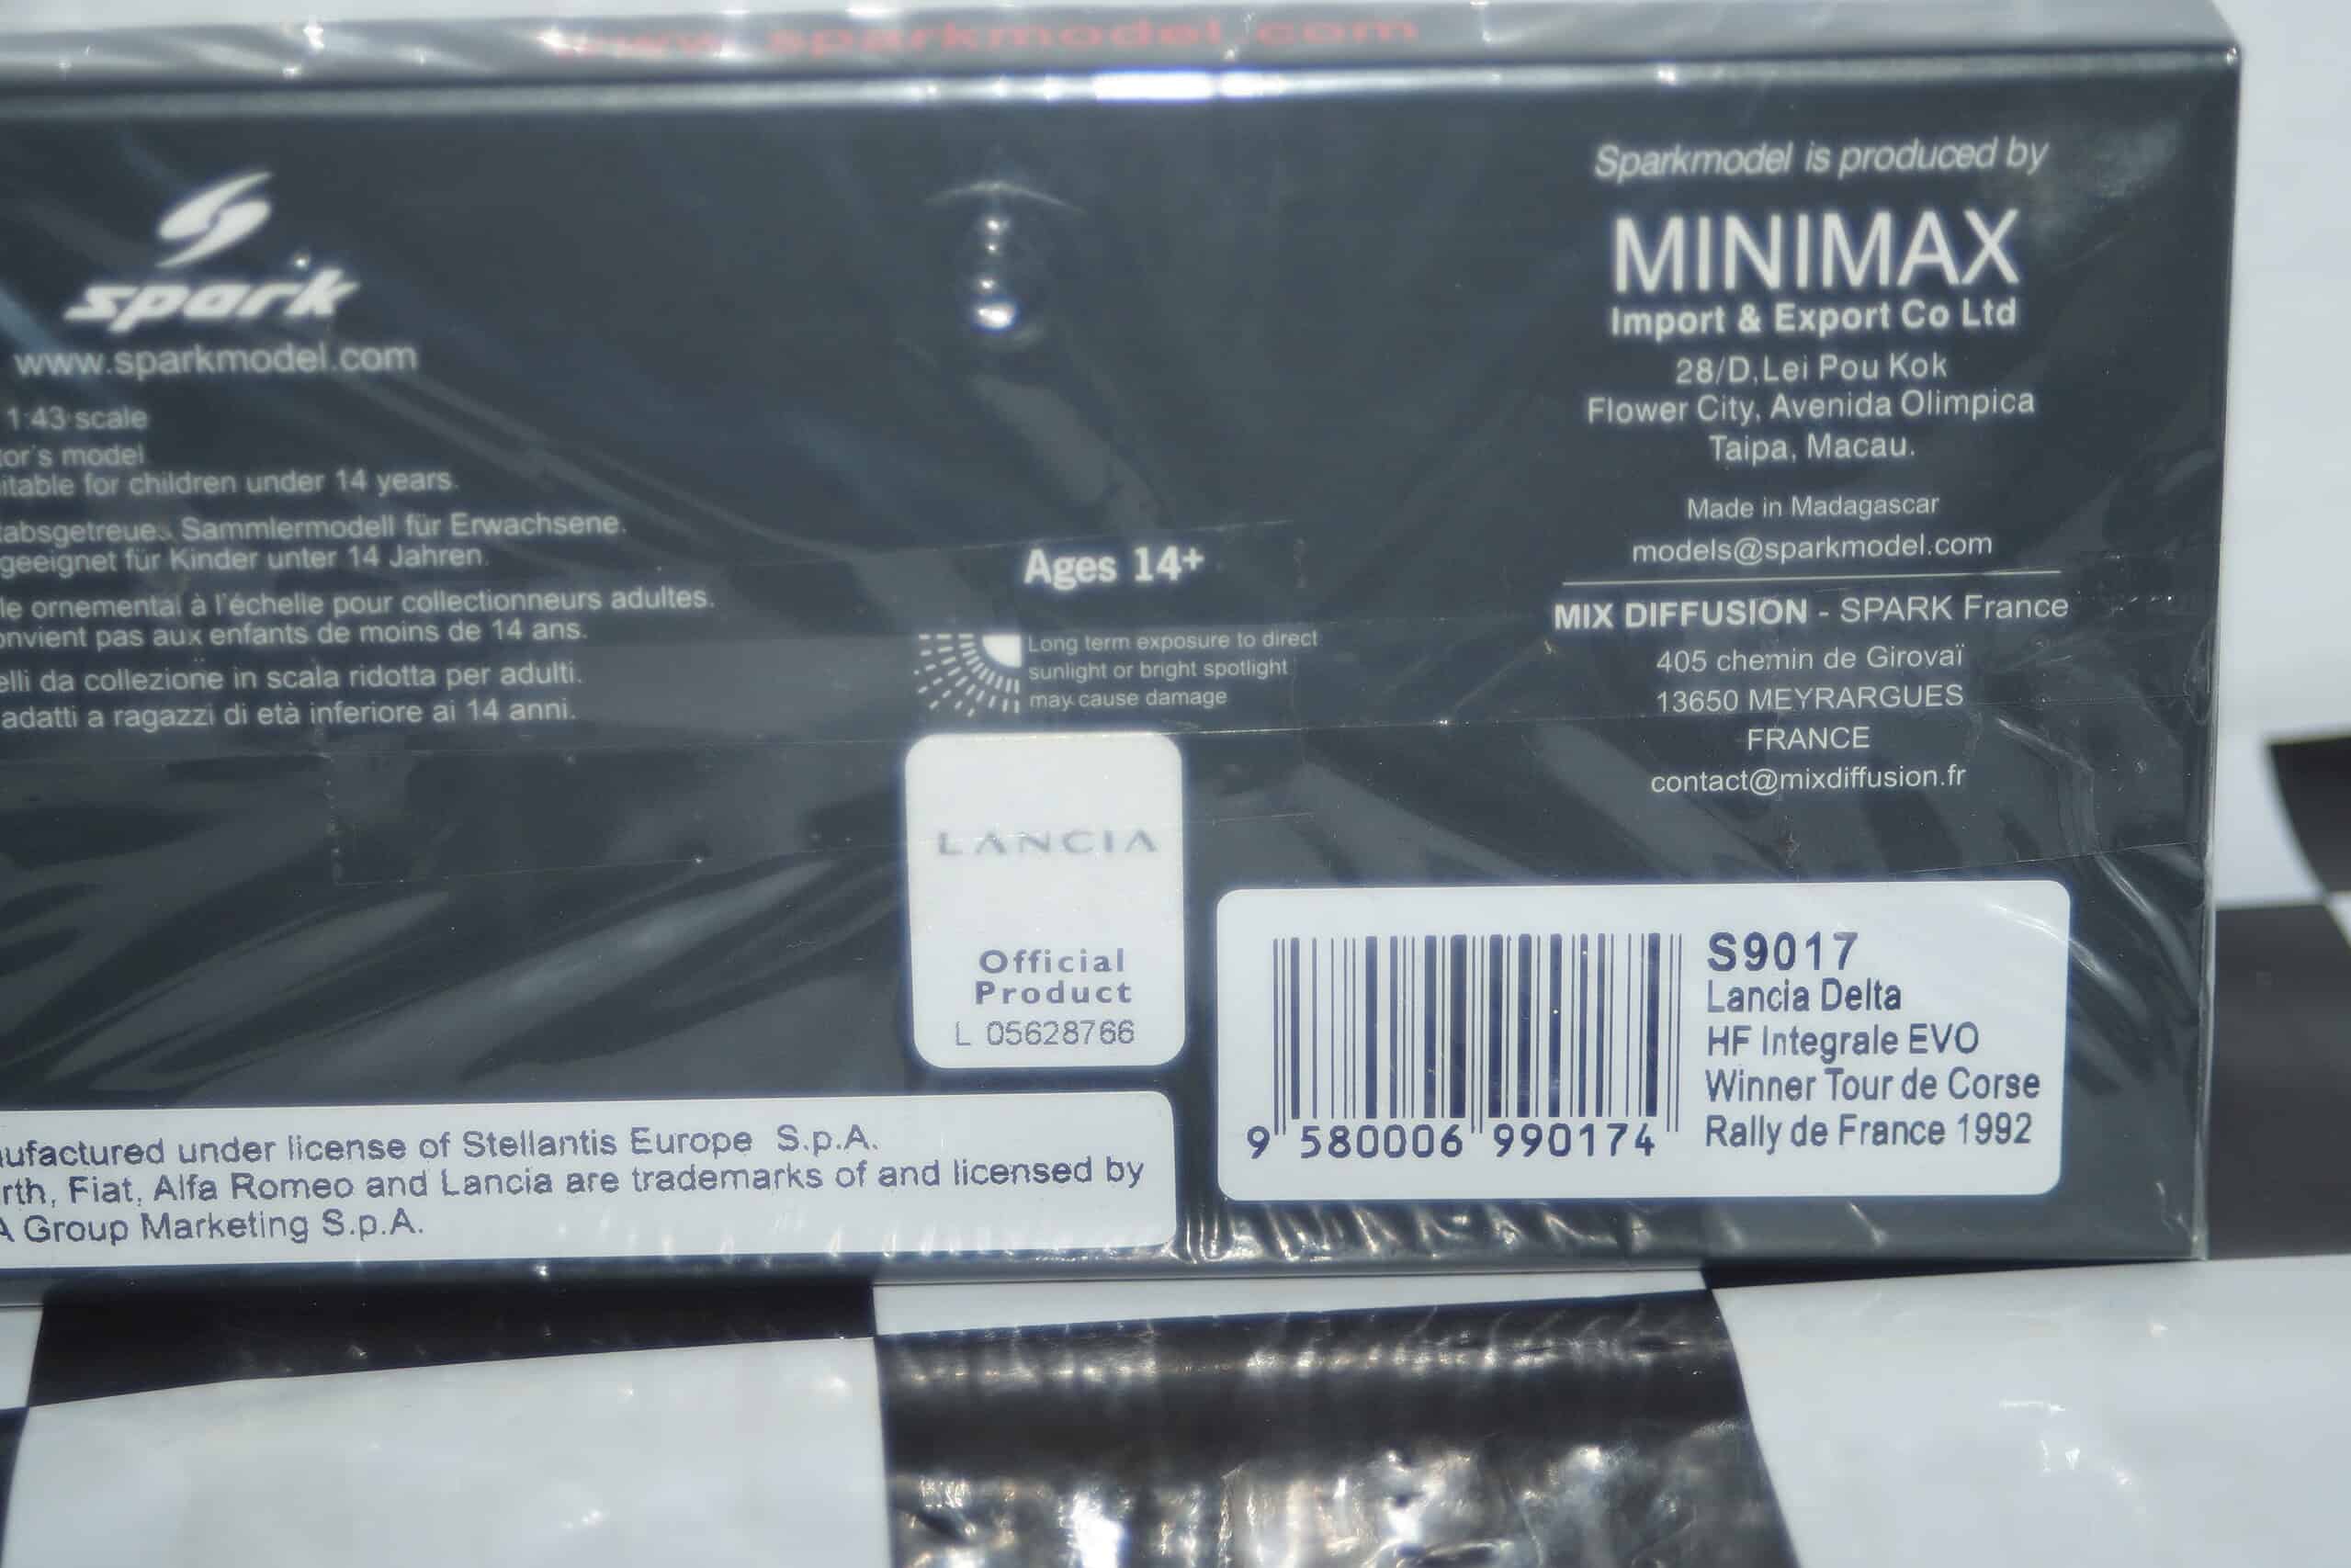 www.sparkmodel.com
spark
www.sparkmodel.com
1:43 scale
tor's model.
itable for children under 14 years.
tabsgetreues Sammlermodell für Erwachsene.
geeignet für Kinder unter 14 Jahren.
le ornemental à l'échelle pour collectionneurs adultes.
onvient pas aux enfants de moins de 14 ans.
elli da collezione in scala ridotta per adulti.
adatti a ragazzi di età inferiore ai 14 anni.
Ages 14+
Long term exposure to direct
sunlight or bright spotlight
may cause damage
LANCIA
Official
Product
L 05628766
ufactured under license of Stellantis Europe S.p.A.
rth, Fiat, Alfa Romeo and Lancia are trademarks of and licensed by
A Group Marketing S.p.A.
Sparkmodel is produced by
MINIMAX
Import & Export Co Ltd
28/D,Lei Pou Kok
Flower City, Avenida Olimpica
Taipa, Macau.
Made in Madagascar
models@sparkmodel.com
MIX DIFFUSION - SPARK France
405 chemin de Girovaï
13650 MEYRARGUES
FRANCE
contact@mixdiffusion.fr
S9017
Lancia Delta
HF Integrale EVO
Winner Tour de Corse
Rally de France 1992
9 580006 990174